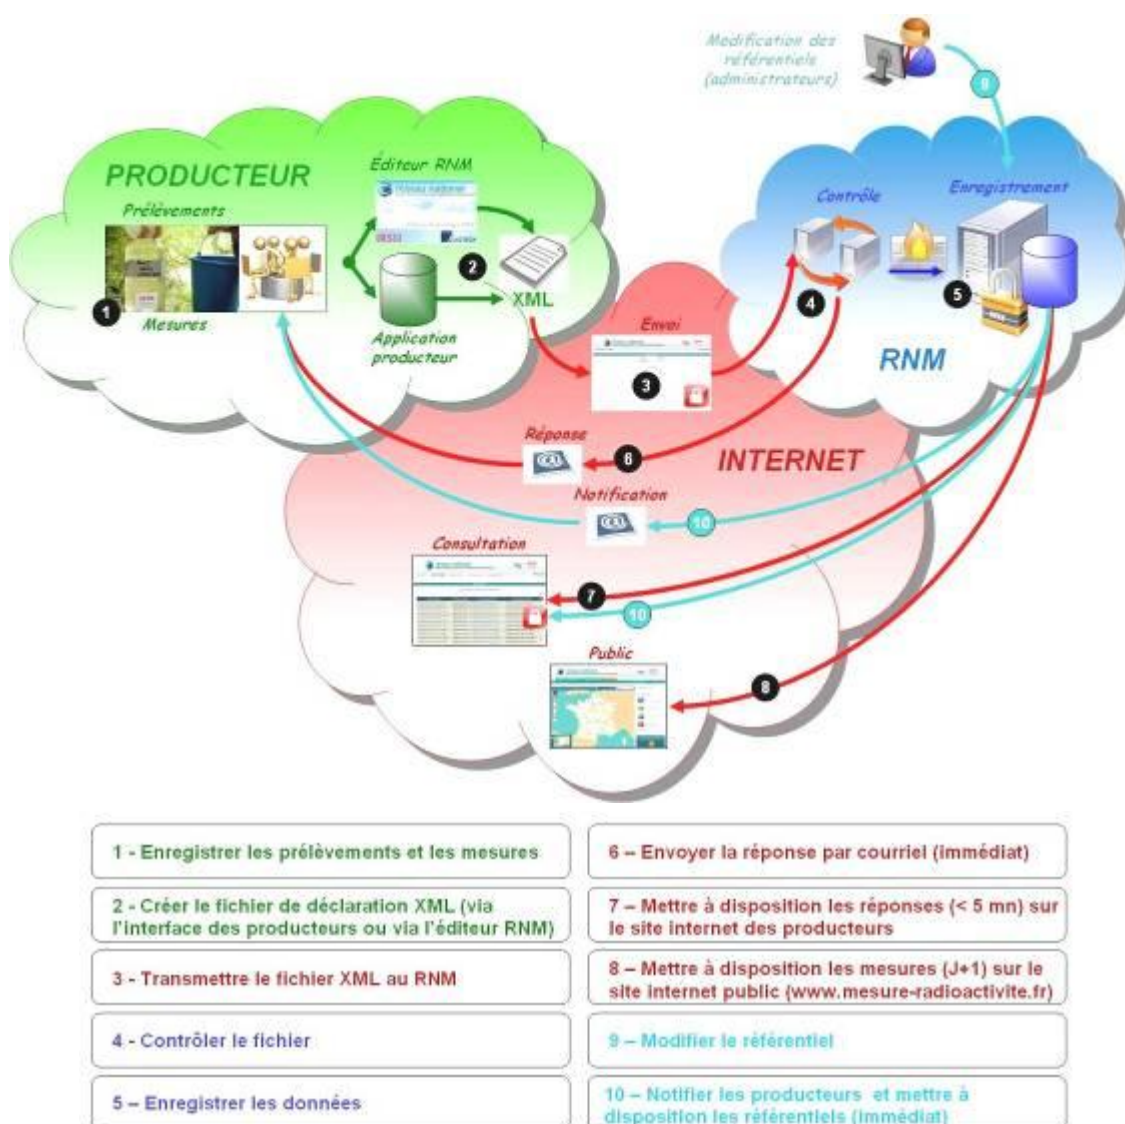 Modification des
référentiels
(administrateurs)
9
PRODUCTEUR
Éditeur RNM
Prélèvements
Contrôle
Enregistrement
2
XML
1
Mesures
Application
producteur
Envoi
3
4
5
RNM
Réponse
6
INTERNET
Notification
10
Consultation
7
10
Public
8
1 - Enregistrer les prélèvements et les mesures
2 - Créer le fichier de déclaration XML (via
l'interface des producteurs ou via l'éditeur RNM)
3 - Transmettre le fichier XML au RNM
4 - Contrôler le fichier
5 – Enregistrer les données
6 – Envoyer la réponse par courriel (immédiat)
7 – Mettre à disposition les réponses (< 5 mn) sur
le site internet des producteurs
8 – Mettre à disposition les mesures (J+1) sur le
site internet public (www.mesure-radioactivite.fr)
9 – Modifier le référentiel
10 – Notifier les producteurs et mettre à
disposition les référentiels (immédiat)